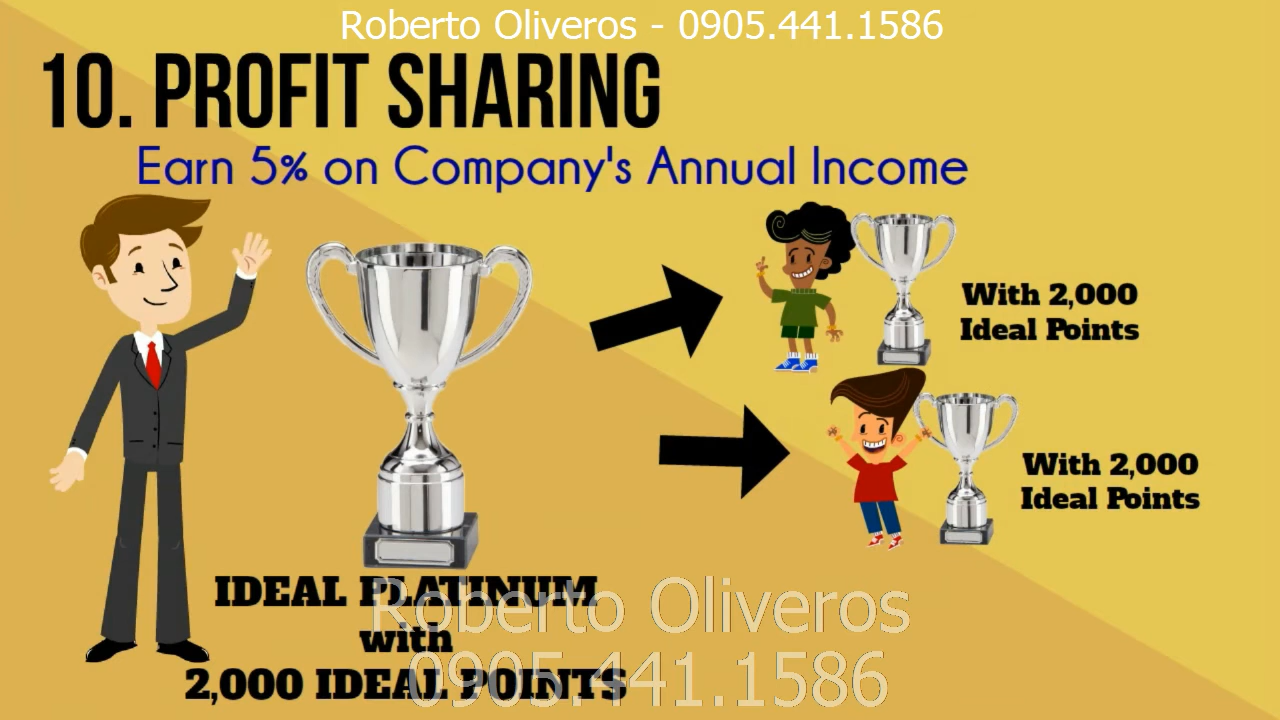 Roberto Oliveros - 0905.441.1586
10. PROFIT SHARING
Earn 5% on Company's Annual Income
With 2,000
Ideal Points
With 2,000
Ideal Points
IDEAL PLATINUM
with
2,000 IDEAL POINTS
Roberto Oliveros
0905.441.1586